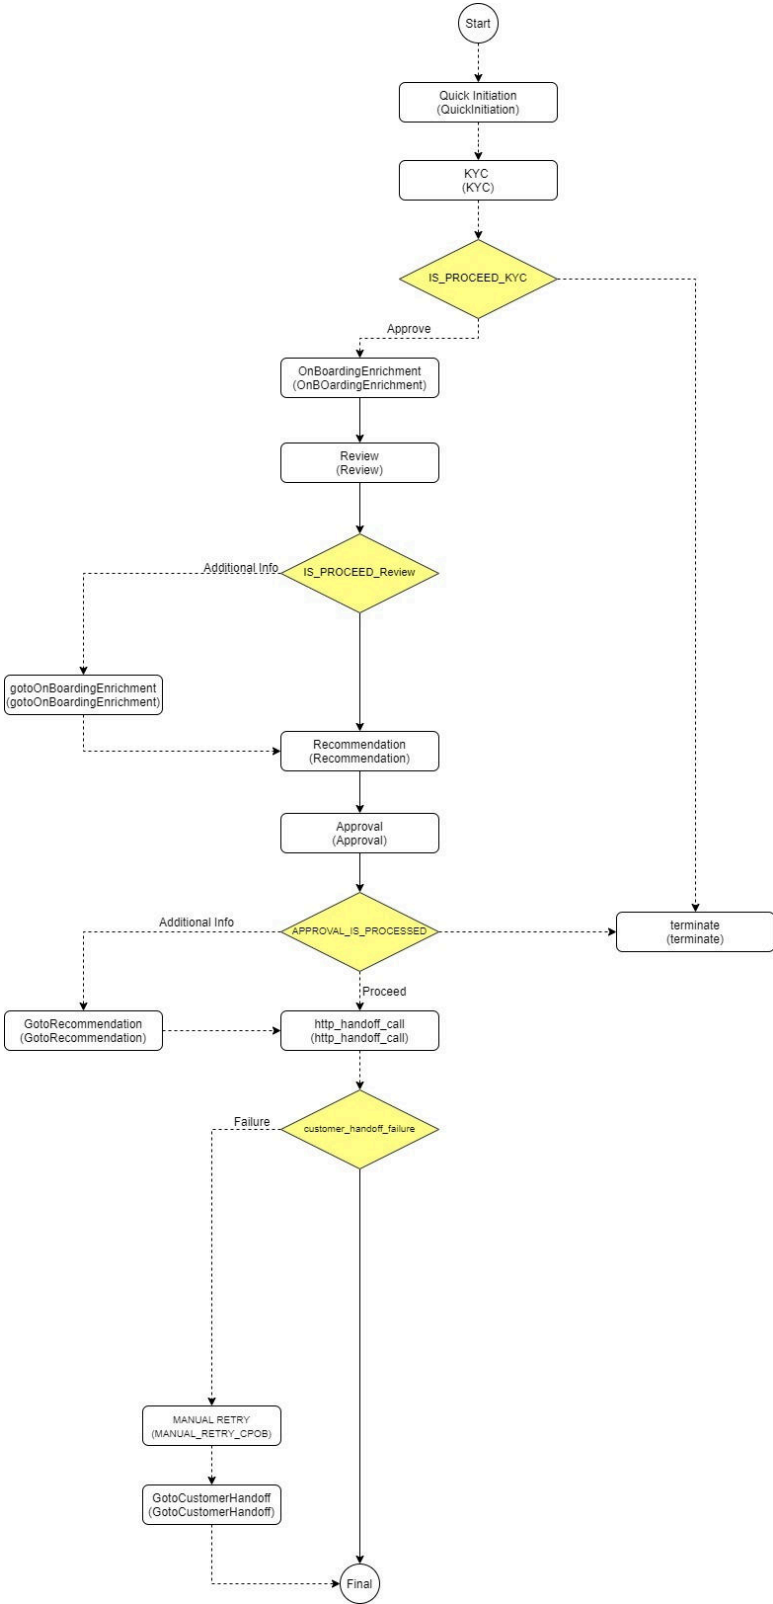 Start
Quick Initiation
(QuickInitiation)
KYC
(KYC)
IS_PROCEED_KYC
Approve
OnBoardingEnrichment
(OnBOardingEnrichment)
Review
(Review)
Additional Info
IS_PROCEED_Review
gotoOnBoardingEnrichment
(gotoOnBoardingEnrichment)
Recommendation
(Recommendation)
Approval
(Approval)
Additional Info
APPROVAL_IS_PROCESSED
terminate
(terminate)
Proceed
GotoRecommendation
(GotoRecommendation)
http_handoff_call
(http_handoff_call)
Failure
customer_handoff_failure
MANUAL RETRY
(MANUAL_RETRY_CPOB)
GotoCustomerHandoff
(GotoCustomerHandoff)
Final